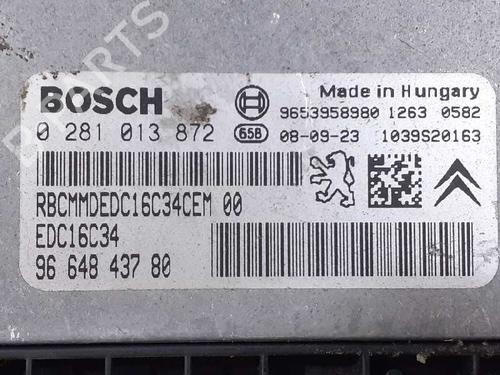 BOSCH
Made in Hungary
9653958980 1263 0582
0 281 013 872 65B 08-09-23 1039S20163
RBCMMDEDC16C34CEM 00
EDC16C34
96 648 437 80